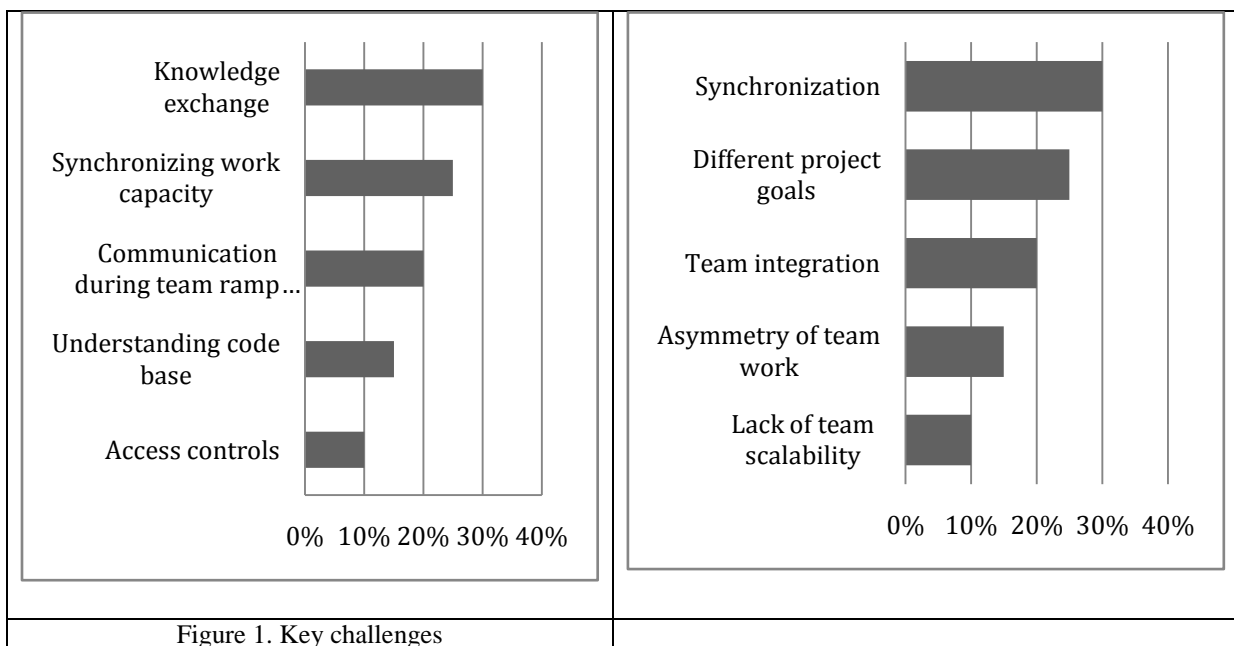 Knowledge
exchange
Synchronizing work
capacity
Communication
during team ramp ...
Understanding code
base
Access controls
0% 10% 20% 30% 40%
Synchronization
Different project
goals
Team integration
Asymmetry of team
work
Lack of team
scalability
0% 10% 20% 30% 40%
Figure 1. Key challenges